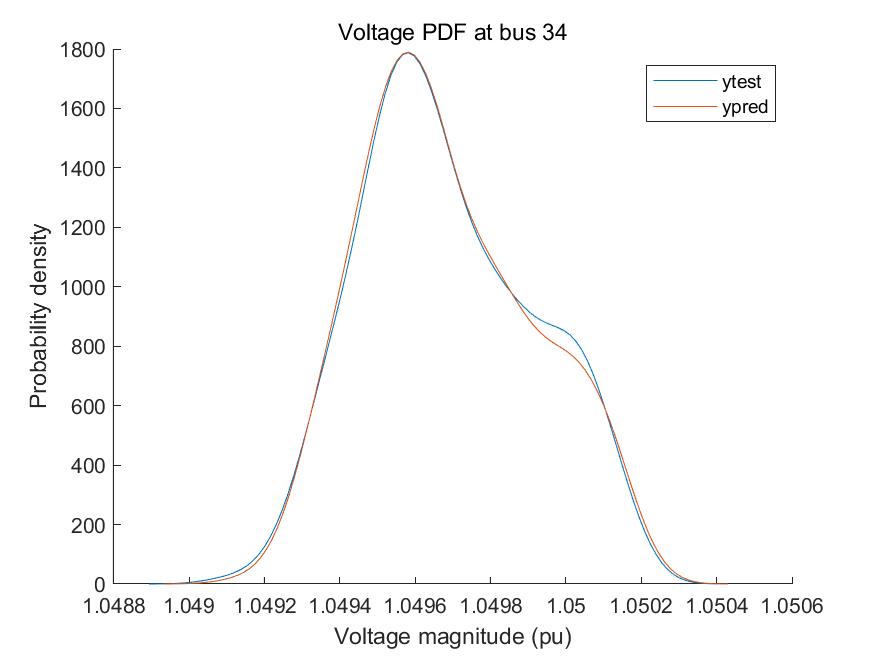 Voltage PDF at bus 34
1800
1600
1400
1200
1000
800
600
400
200
0
ytest
ypred
Probability density
1.0488 1.049 1.0492 1.0494 1.0496 1.0498 1.05 1.0502 1.0504 1.0506
Voltage magnitude (pu)